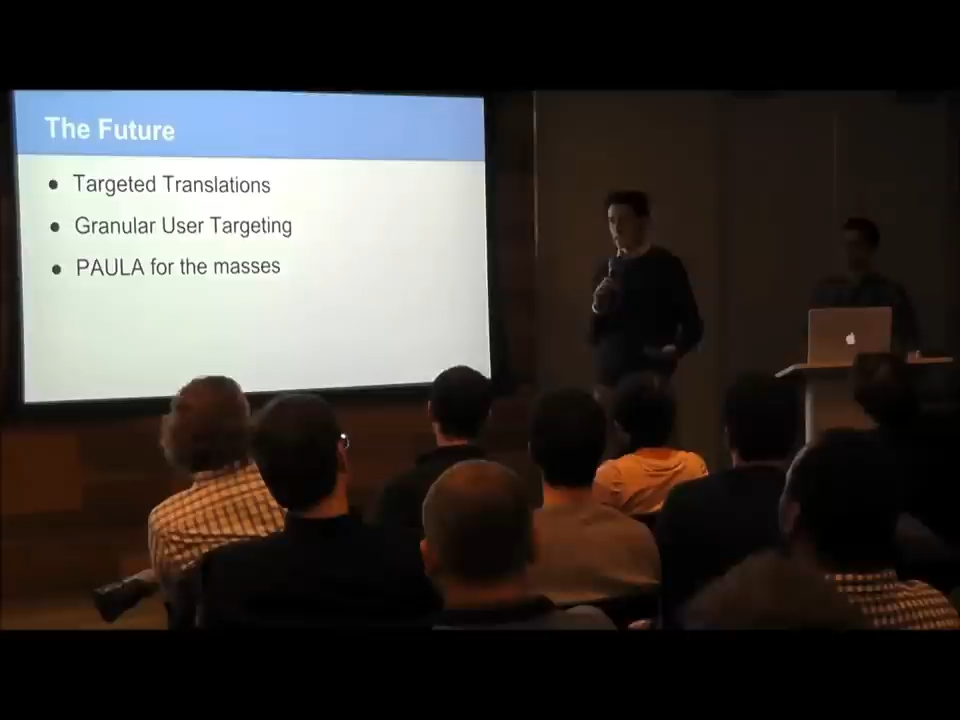 The Future
● Targeted Translations
● Granular User Targeting
● PAULA for the masses